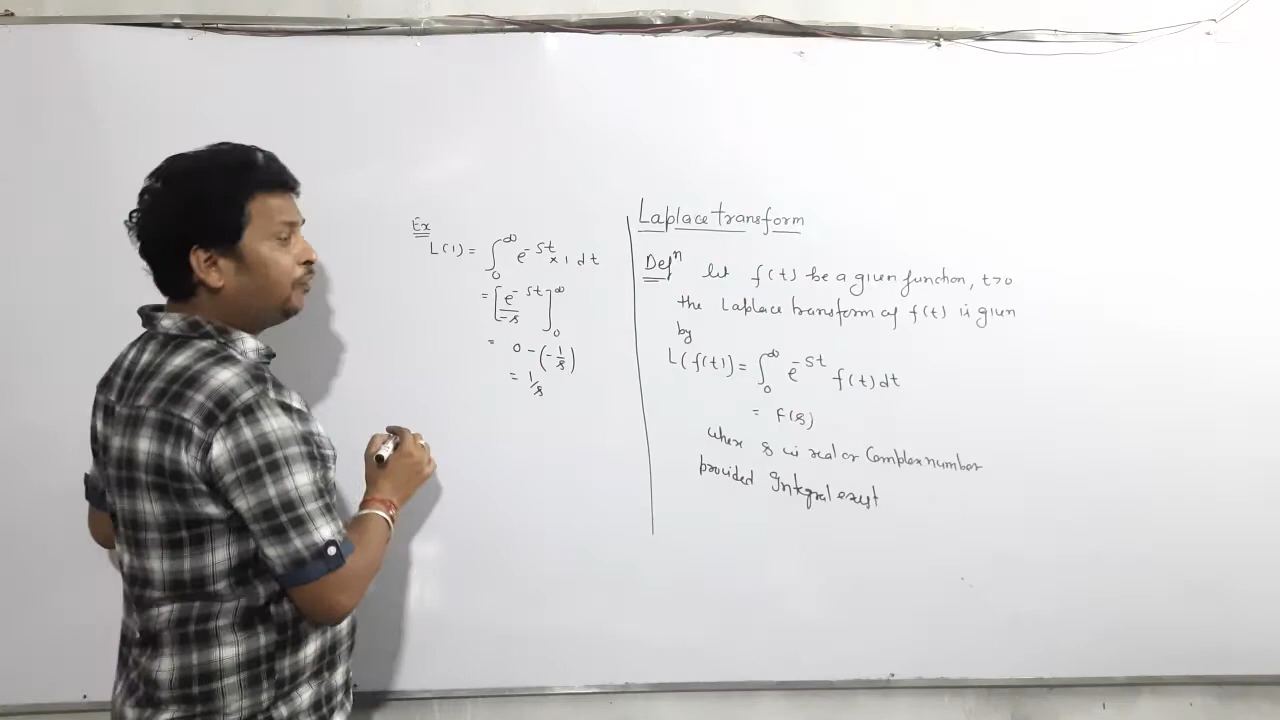 Ex
L(1) = ∫₀^∞ e^{-st} × 1 dt
= [e^{-st}/-s]₀^∞
= 0 - (-1/s)
= 1/s
Laplace transform
Defⁿ let f(t) be a given function, t>0
the Laplace transform of f(t) is given
by
L(f(t)) = ∫₀^∞ e^{-st} f(t) dt
= F(s)
where s is real or Complex number
provided Integral exist